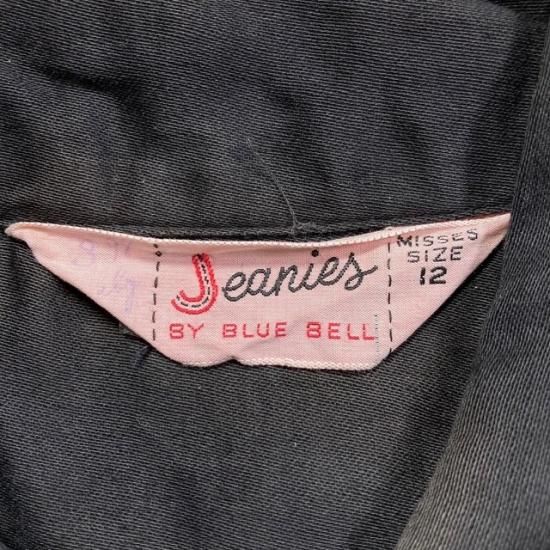 Jeanies
BY BLUE BELL
MISSES
SIZE
12